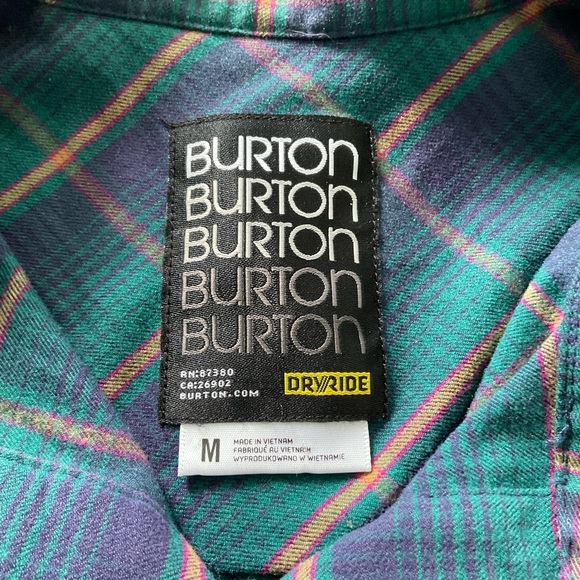 BURTON
BURTON
BURTON
BURTON
BURTON
RN:87380
CA:26902
BURTON.COM
DRYRIDE
M
MADE IN VIETNAM
FABRIQUÉ AU VIETNAM
WYPRODUKOWANO W WIETNAMIE